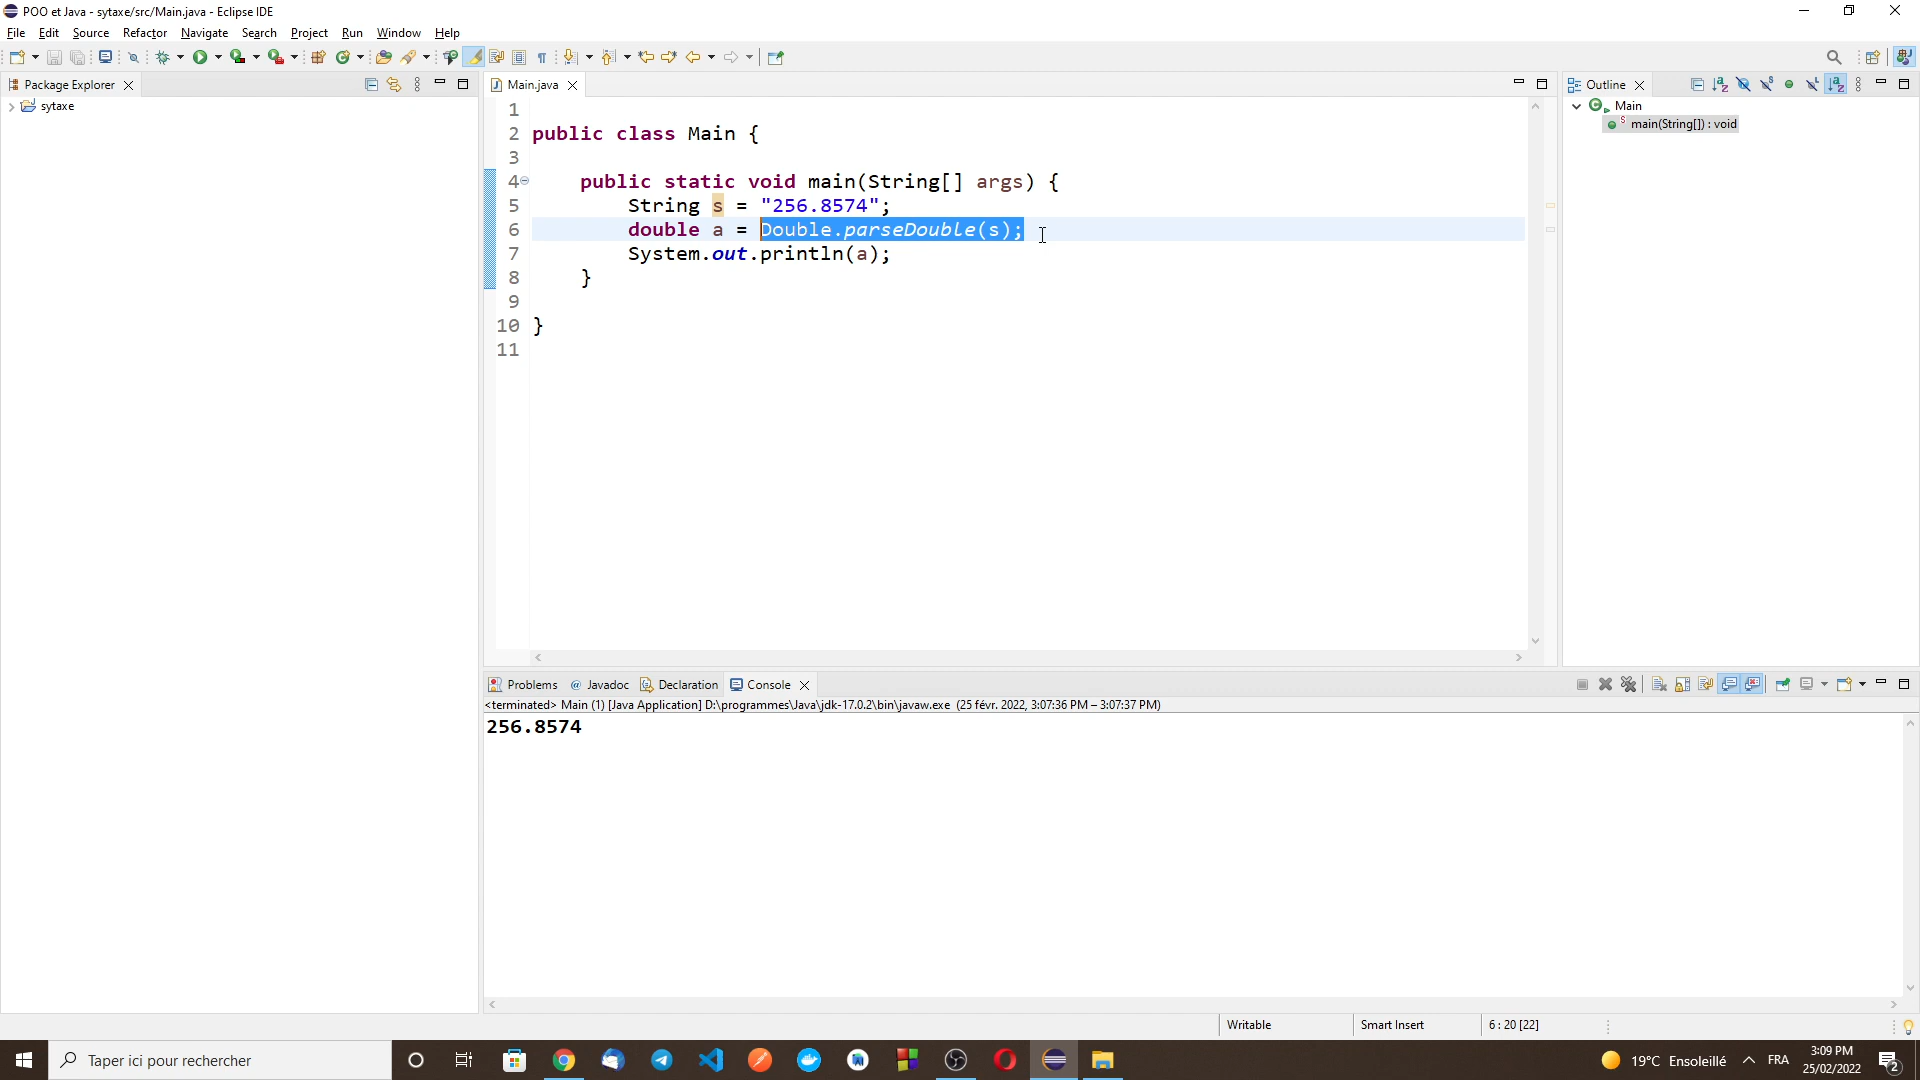 POO et Java - sytaxe/src/Main.java - Eclipse IDE
File Edit Source Refactor Navigate Search Project Run Window Help
Package Explorer
sytaxe
Main.java
1
2 public class Main {
3
4 public static void main(String[] args) {
5 String s = "256.8574";
6 double a = Double.parseDouble(s);
7 System.out.println(a);
8 }
9
10 }
11
Outline
Main
main(String[]) : void
Problems @ Javadoc Declaration Console
<terminated> Main (1) [Java Application] D:\programmes\Java\jdk-17.0.2\bin\javaw.exe (25 févr. 2022, 3:07:36 PM – 3:07:37 PM)
256.8574
Writable Smart Insert 6 : 20 [22]
Taper ici pour rechercher
19°C Ensoleillé FRA 3:09 PM
25/02/2022
2